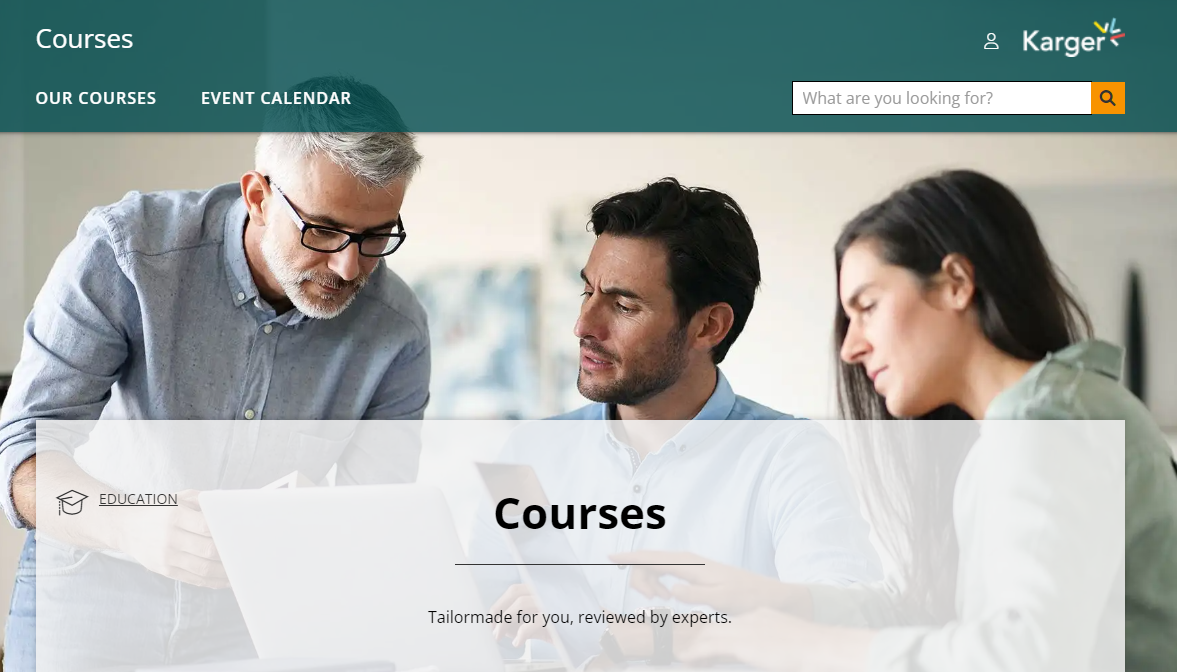 Courses
Karger
OUR COURSES
EVENT CALENDAR
What are you looking for?
EDUCATION
Courses
Tailormade for you, reviewed by experts.